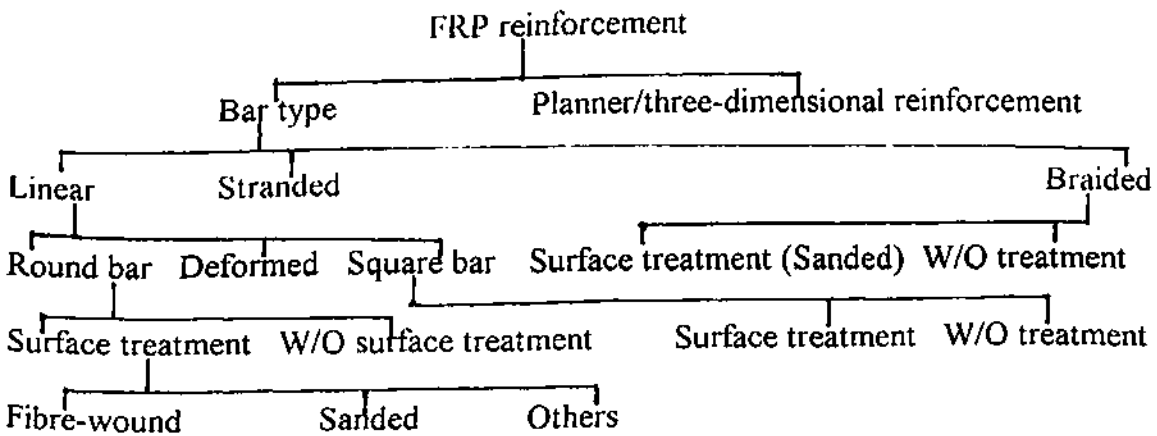 FRP reinforcement
Bar type Planner/three-dimensional reinforcement
Linear Stranded Braided
Round bar Deformed Square bar Surface treatment (Sanded) W/O treatment
Surface treatment W/O surface treatment Surface treatment W/O treatment
Fibre-wound Sanded Others